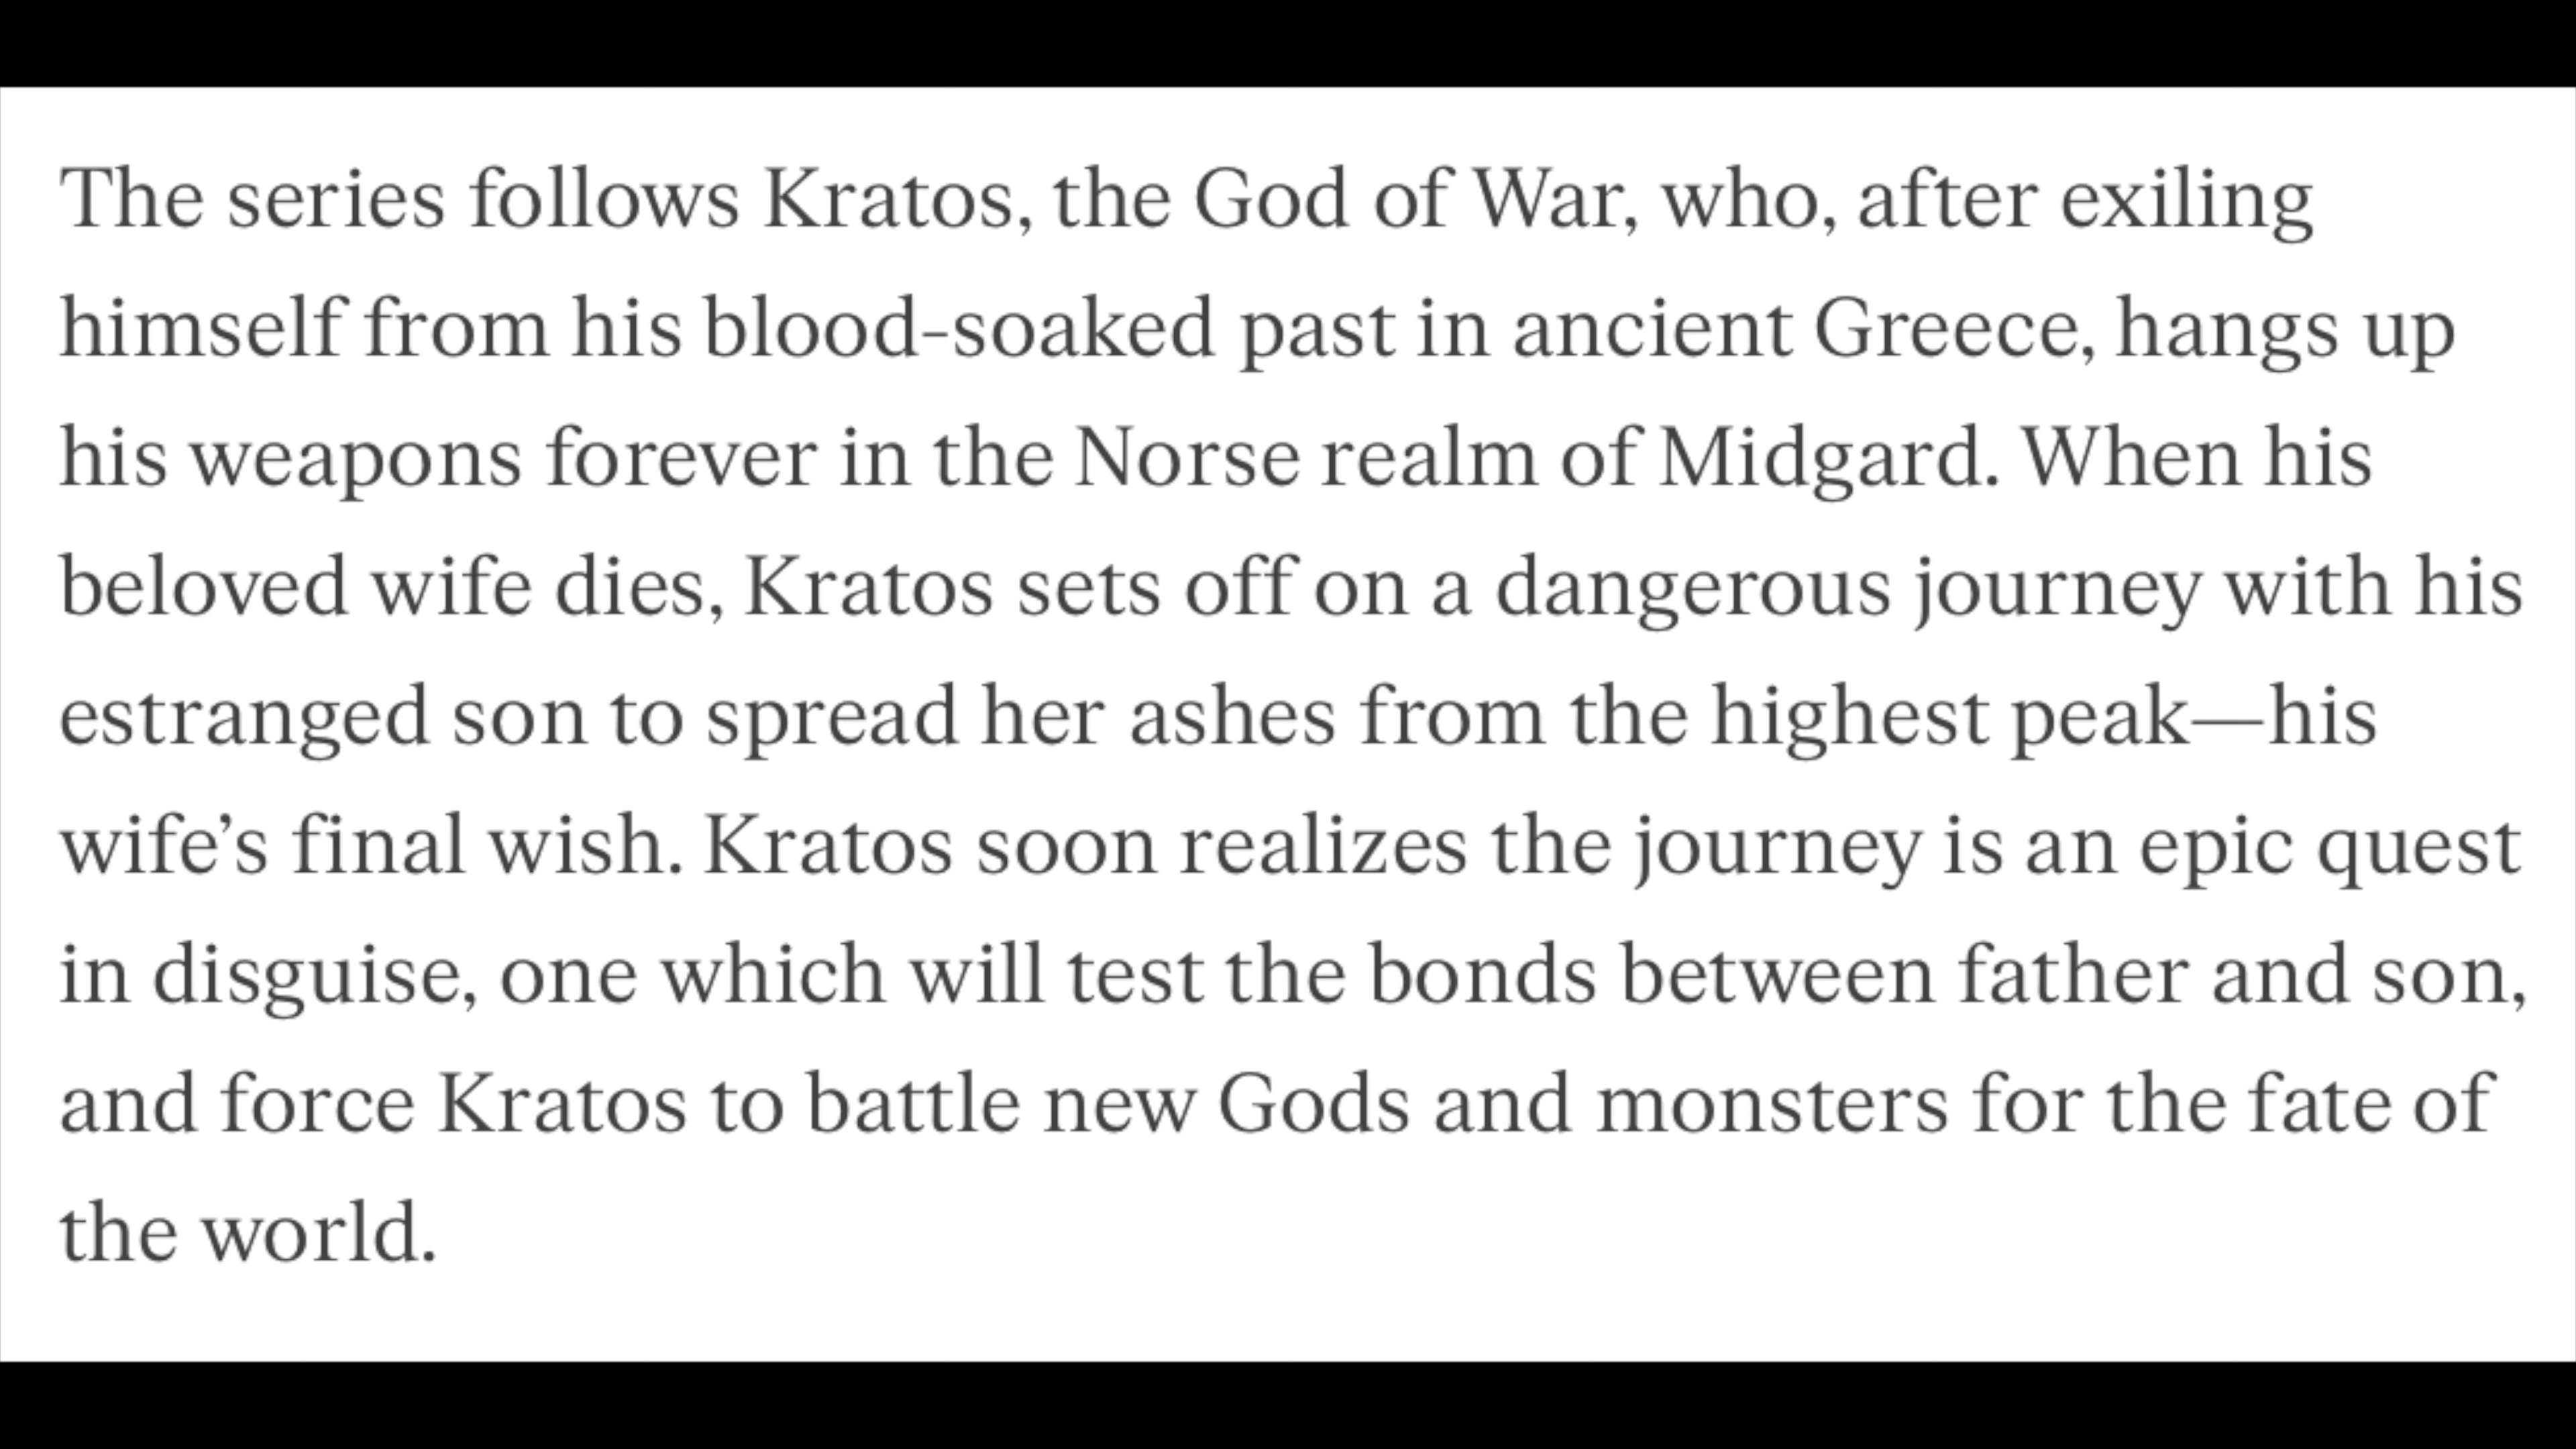 The series follows Kratos, the God of War, who, after exiling
himself from his blood-soaked past in ancient Greece, hangs up
his weapons forever in the Norse realm of Midgard. When his
beloved wife dies, Kratos sets off on a dangerous journey with his
estranged son to spread her ashes from the highest peak—his
wife’s final wish. Kratos soon realizes the journey is an epic quest
in disguise, one which will test the bonds between father and son,
and force Kratos to battle new Gods and monsters for the fate of
the world.